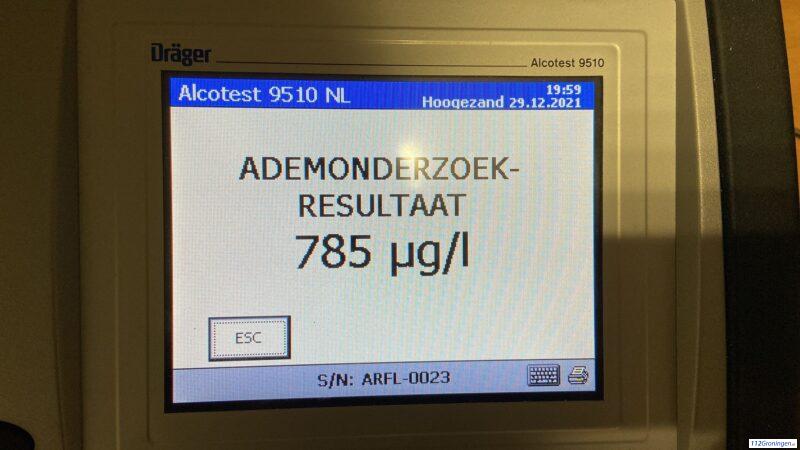 Dräger
Alcotest 9510
Alcotest 9510 NL
19:59
Hoogezand 29.12.2021
ADEMONDERZOEK-
RESULTAAT
785 µg/l
ESC
S/N: ARFL-0023
112Groningen